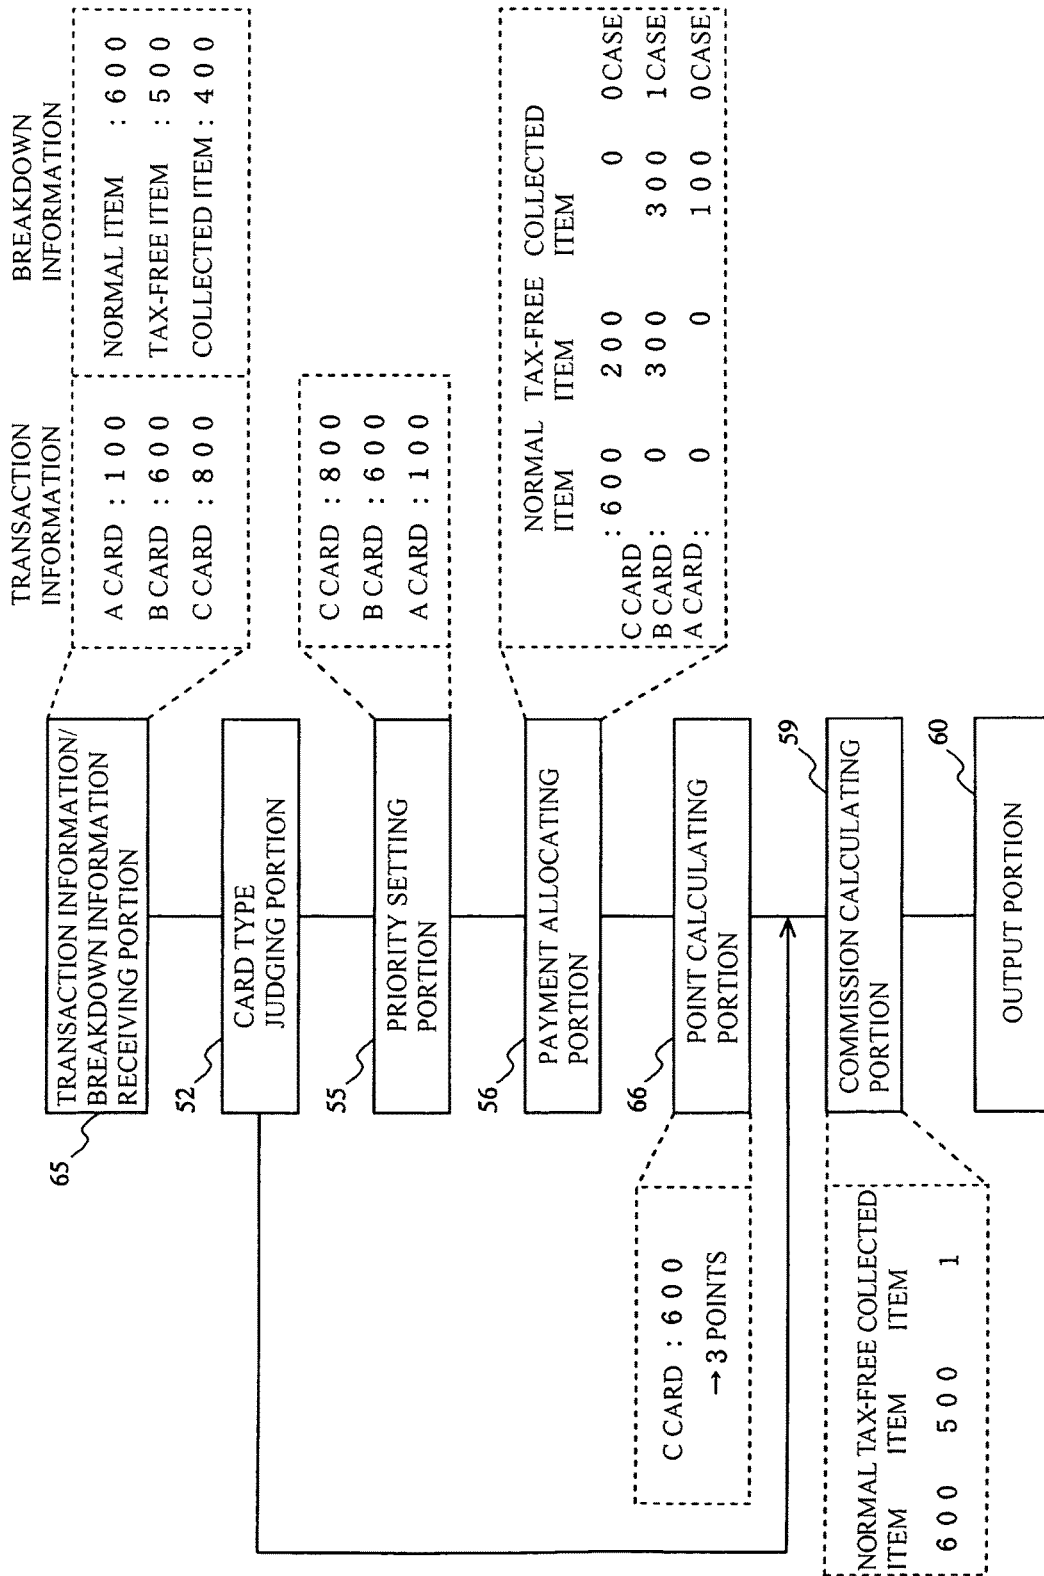 TRANSACTION
INFORMATION
BREAKDOWN
INFORMATION
65
TRANSACTION INFORMATION/
BREAKDOWN INFORMATION
RECEIVING PORTION
A CARD : 100
B CARD : 600
C CARD : 800
NORMAL ITEM : 600
TAX-FREE ITEM : 500
COLLECTED ITEM : 400
52
CARD TYPE
JUDGING PORTION
55
PRIORITY SETTING
PORTION
C CARD : 800
B CARD : 600
A CARD : 100
56
PAYMENT ALLOCATING
PORTION
NORMAL TAX-FREE COLLECTED
ITEM ITEM ITEM
C CARD : 600 200 0 0 CASE
B CARD : 0 300 300 1 CASE
A CARD : 0 0 100 0 CASE
66
POINT CALCULATING
PORTION
C CARD : 600
→ 3 POINTS
59
COMMISSION CALCULATING
PORTION
NORMAL TAX-FREE COLLECTED
ITEM ITEM ITEM
600 500 1
60
OUTPUT PORTION